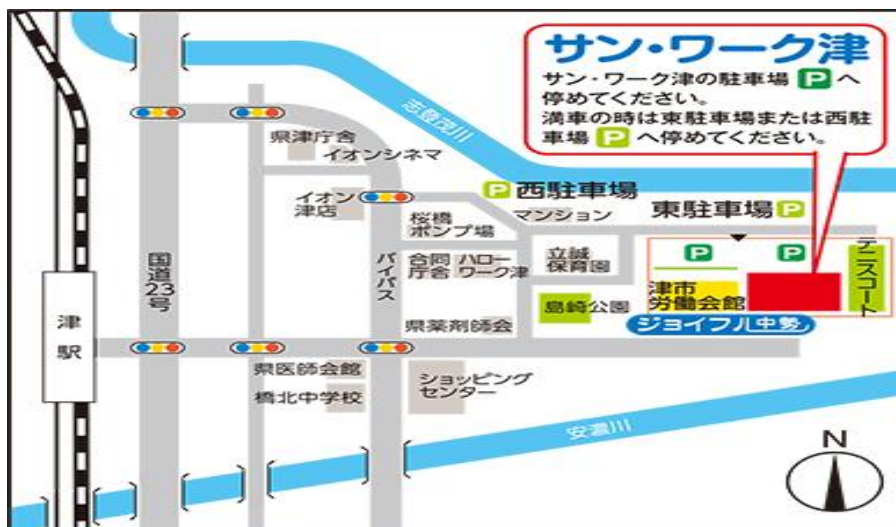 サン・ワーク津
サン・ワーク津の駐車場 P へ
停めてください。
満車の時は東駐車場または西駐
車場 P へ停めてください。
志登茂川
県津庁舎
イオンシネマ
イオン
津店
P 西駐車場
マンション
東駐車場 P
桜橋
ポンプ場
国道23号
バイパス
合同
庁舎
ハロー
ワーク津
立誠
保育園
P
P
テニスコート
津駅
島崎公園
津市
労働会館
県薬剤師会
ジョイフル中勢
県医師会館
橋北中学校
ショッピング
センター
安濃川
N